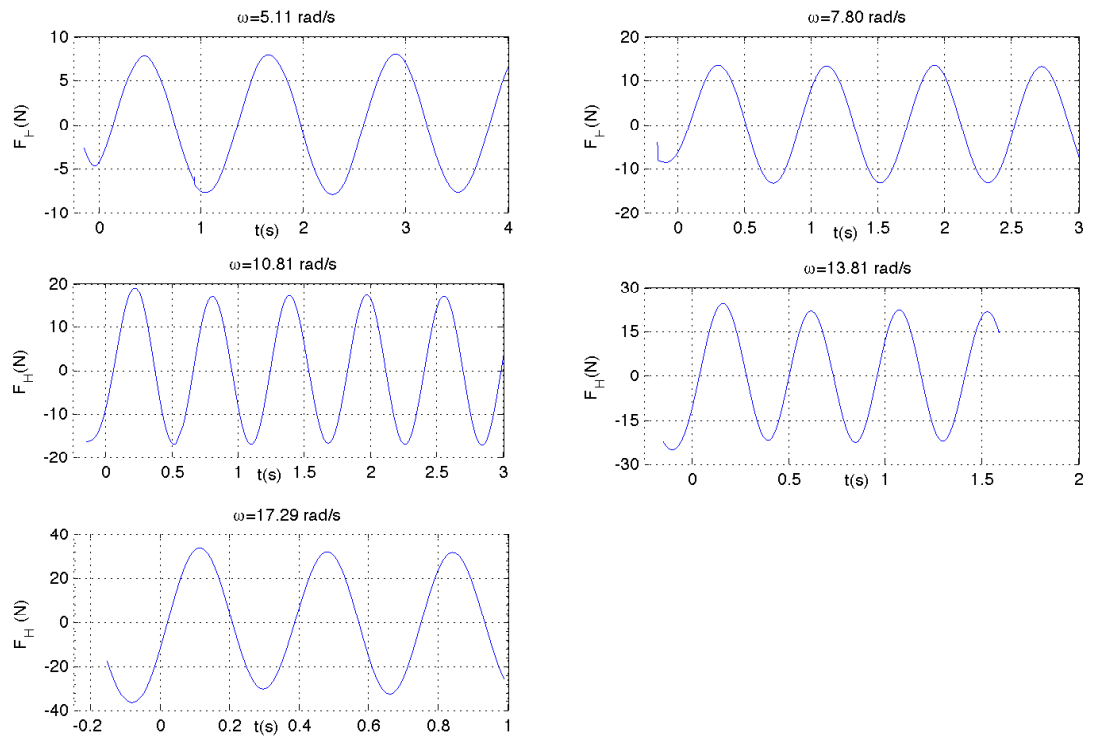 ω=5.11 rad/s
10
5
0
-5
-10
F_H(N)
0 1 2 3 4
t(s)
ω=7.80 rad/s
20
10
0
-10
-20
F_H(N)
0 0.5 1 1.5 2 2.5 3
t(s)
ω=10.81 rad/s
20
10
0
-10
-20
F_H(N)
0 0.5 1 1.5 2 2.5 3
t(s)
ω=13.81 rad/s
30
15
0
-15
-30
F_H(N)
0 0.5 1 1.5 2
t(s)
ω=17.29 rad/s
40
20
0
-20
-40
F_H (N)
-0.2 0 0.2 0.4 0.6 0.8 1
t(s)